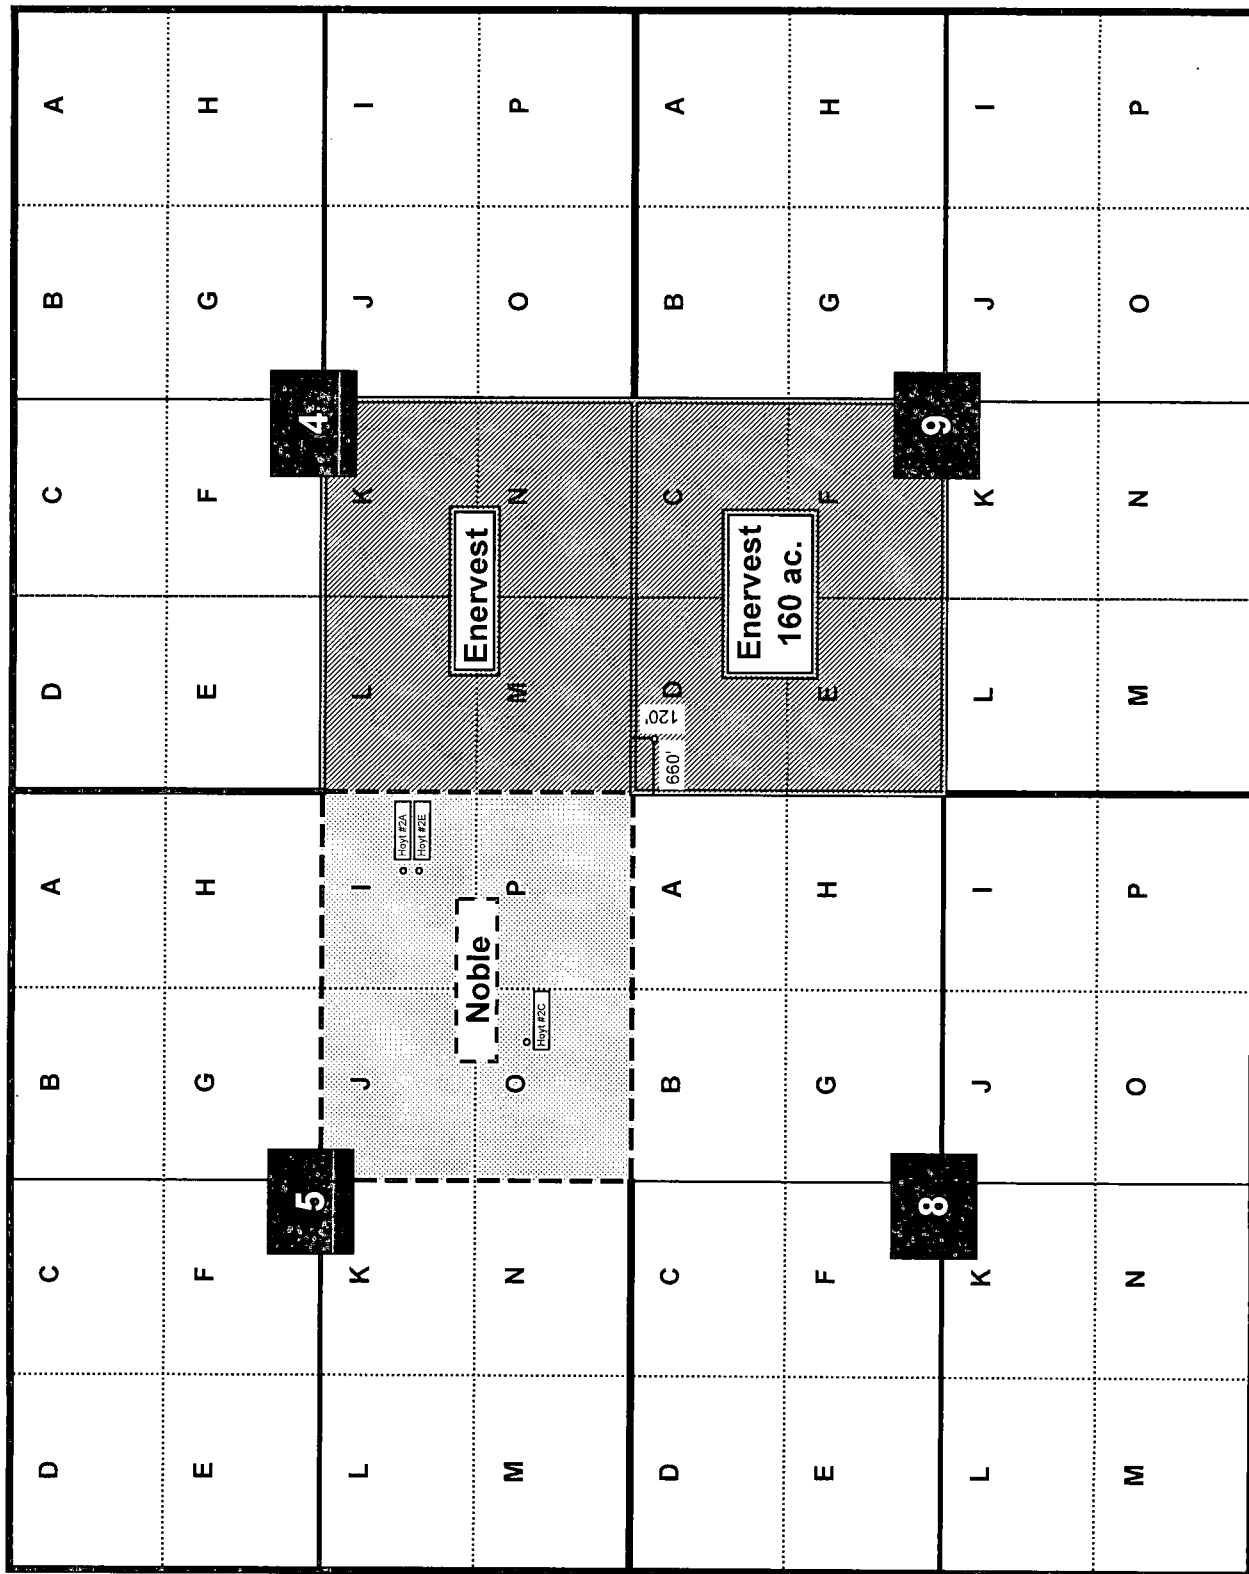 D C B A D C B A
E F G H E F G H
5 4
L K J I L K J I
Hoyt #2A
Hoyt #2E
Noble Enervest
M N O P M N O P
Hoyt #2C
120'
660'
D C B A D C B A
Enervest
160 ac.
E F G H E F G H
8 9
L K J I L K J I
M N O P M N O P